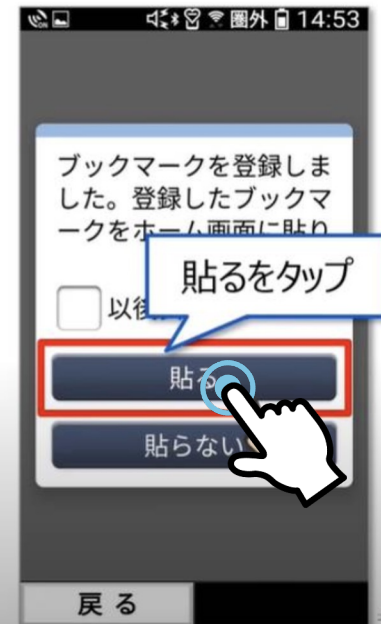 圏外 14:53
ブックマークを登録しま
した。登録したブックマ
ークをホーム画面に貼り
貼るをタップ
以後
貼る
貼らない
戻る